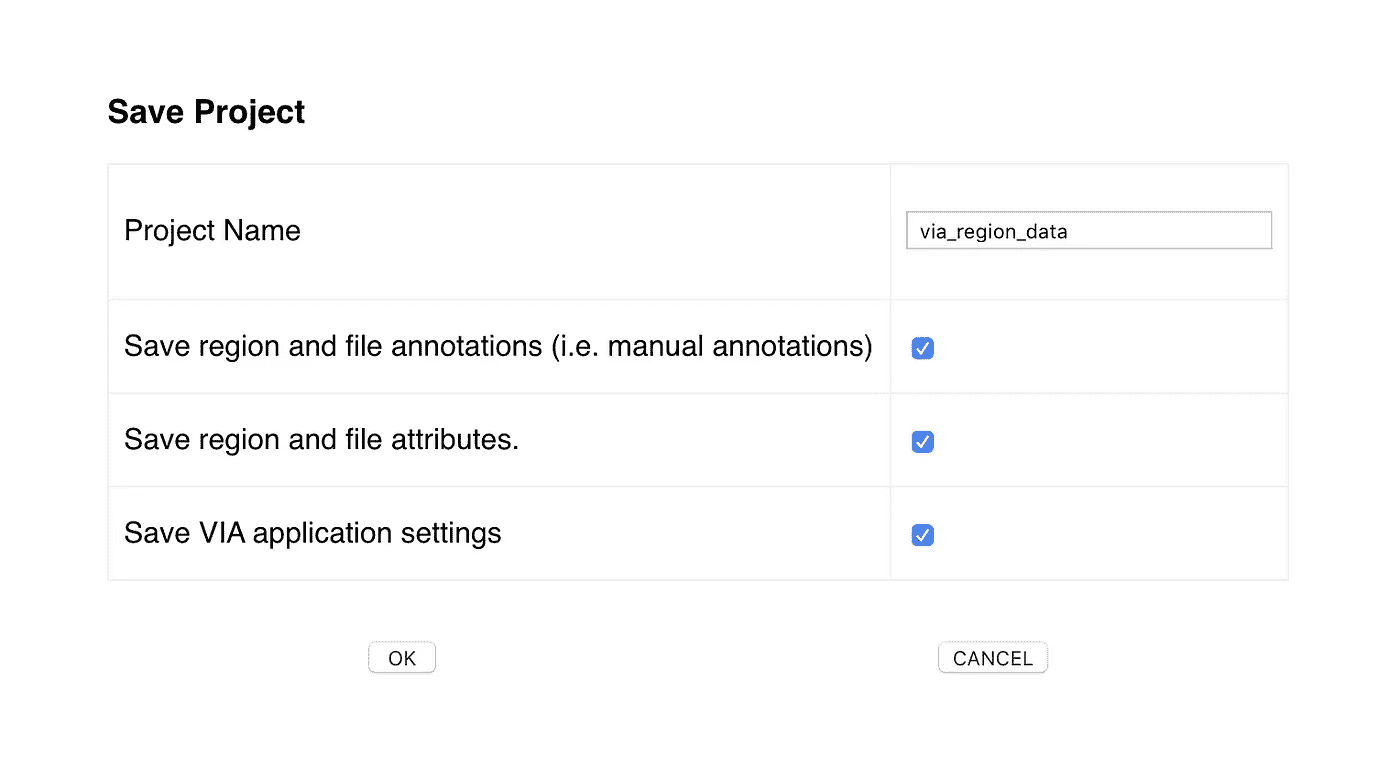 Save Project
Project Name
via_region_data
Save region and file annotations (i.e. manual annotations)
Save region and file attributes.
Save VIA application settings
OK
CANCEL